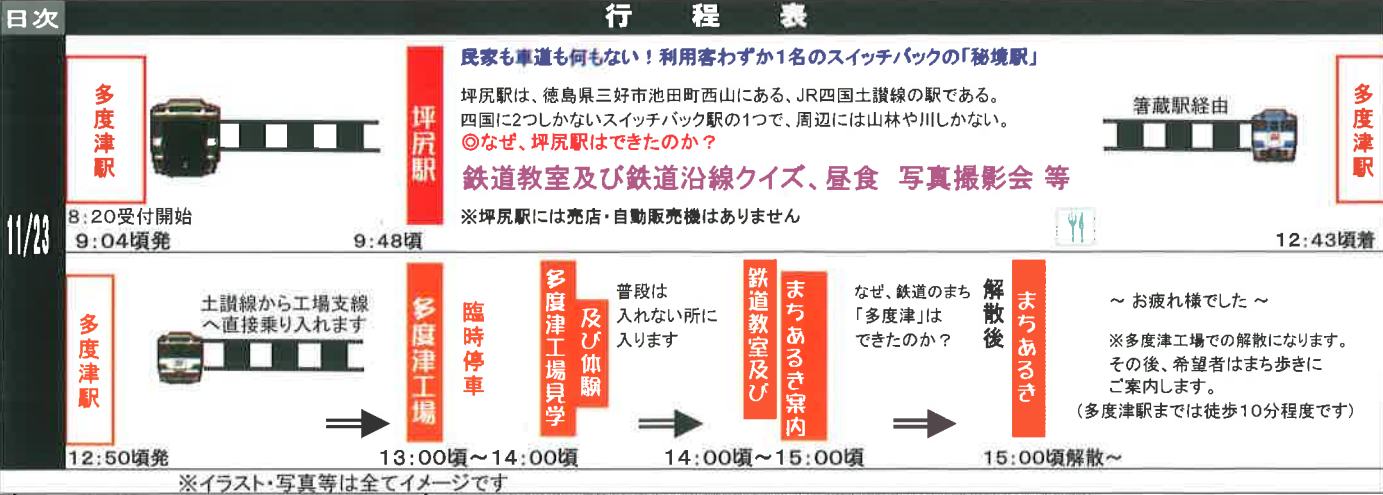 日次
行程表
11/23
多度津駅
8:20受付開始
9:04頃発
坪尻駅
9:48頃
民家も車道も何もない!利用客わずか1名のスイッチバックの「秘境駅」
坪尻駅は、徳島県三好市池田町西山にある、JR四国土讃線の駅である。
四国に2つしかないスイッチバック駅の1つで、周辺には山林や川しかない。
◎なぜ、坪尻駅はできたのか？
鉄道教室及び鉄道沿線クイズ、昼食　写真撮影会 等
※坪尻駅には売店・自動販売機はありません
箸蔵駅経由
多度津駅
12:43頃着
多度津駅
12:50頃発
土讃線から工場支線
へ直接乗り入れます
多度津工場
臨時停車
13:00頃～14:00頃
多度津工場見学
及び体験
普段は
入れない所に
入ります
鉄道教室及び
まちあるき案内
14:00頃～15:00頃
なぜ、鉄道のまち
「多度津」は
できたのか？
解散後
まちあるき
15:00頃解散～
～ お疲れ様でした ～
※多度津工場での解散になります。
その後、希望者はまち歩きに
ご案内します。
（多度津駅までは徒歩10分程度です）
※イラスト・写真等は全てイメージです